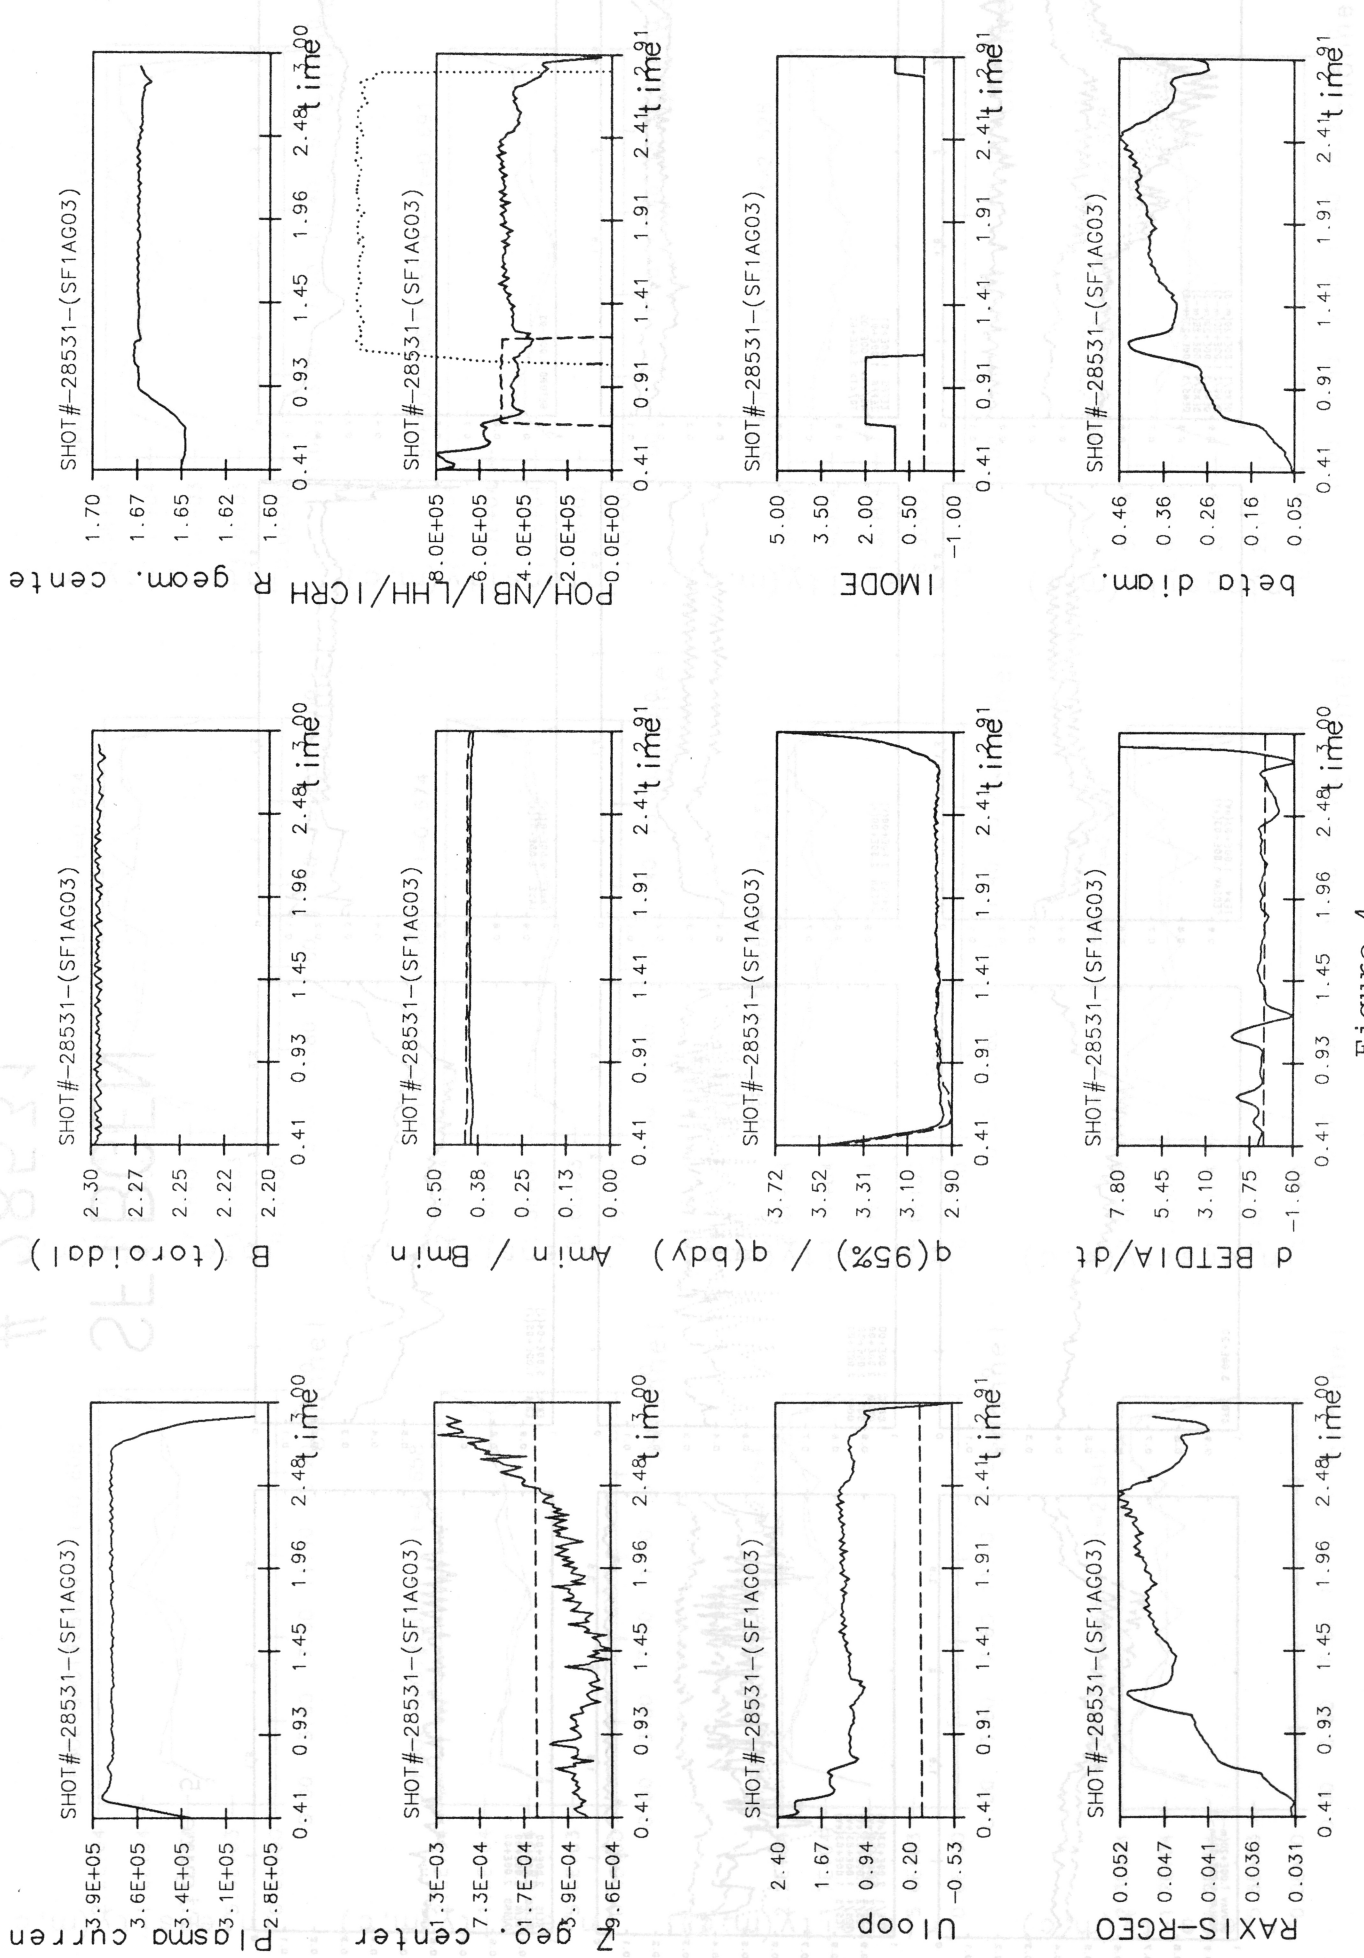 SHOT#-28531-(SF1AG03)
Plasma curren
3.9E+05
3.6E+05
3.4E+05
3.1E+05
2.8E+05
0.41 0.93 1.45 1.96 2.48 3.00
time
SHOT#-28531-(SF1AG03)
B (toroidal)
2.30
2.27
2.25
2.22
2.20
0.41 0.93 1.45 1.96 2.48 3.00
time
SHOT#-28531-(SF1AG03)
R geom. cente
1.70
1.67
1.65
1.62
1.60
0.41 0.93 1.45 1.96 2.48 3.00
time
SHOT#-28531-(SF1AG03)
Z geo. center
1.3E-03
7.3E-04
1.7E-04
3.9E-04
9.6E-04
0.41 0.93 1.45 1.96 2.48 3.00
time
SHOT#-28531-(SF1AG03)
Amin / Bmin
0.50
0.38
0.25
0.13
0.00
0.41 0.91 1.41 1.91 2.41 2.91
time
SHOT#-28531-(SF1AG03)
POH/NBI/LHH/ICRH
8.0E+05
6.0E+05
4.0E+05
2.0E+05
0.0E+00
0.41 0.91 1.41 1.91 2.41 2.91
time
SHOT#-28531-(SF1AG03)
Uloop
2.40
1.67
0.94
0.20
-0.53
0.41 0.91 1.41 1.91 2.41 2.91
time
SHOT#-28531-(SF1AG03)
q(95%) / q(bdy)
3.72
3.52
3.31
3.10
2.90
0.41 0.91 1.41 1.91 2.41 2.91
time
SHOT#-28531-(SF1AG03)
IMODE
5.00
3.50
2.00
0.50
-1.00
0.41 0.91 1.41 1.91 2.41 2.91
time
SHOT#-28531-(SF1AG03)
RAXIS-RGEO
0.052
0.047
0.041
0.036
0.031
0.41 0.93 1.45 1.96 2.48 3.00
time
SHOT#-28531-(SF1AG03)
d BETDIA/dt
7.80
5.45
3.10
0.75
-1.60
0.41 0.93 1.45 1.96 2.48 3.00
time
SHOT#-28531-(SF1AG03)
beta diam.
0.46
0.36
0.26
0.16
0.05
0.41 0.91 1.41 1.91 2.41 2.91
time